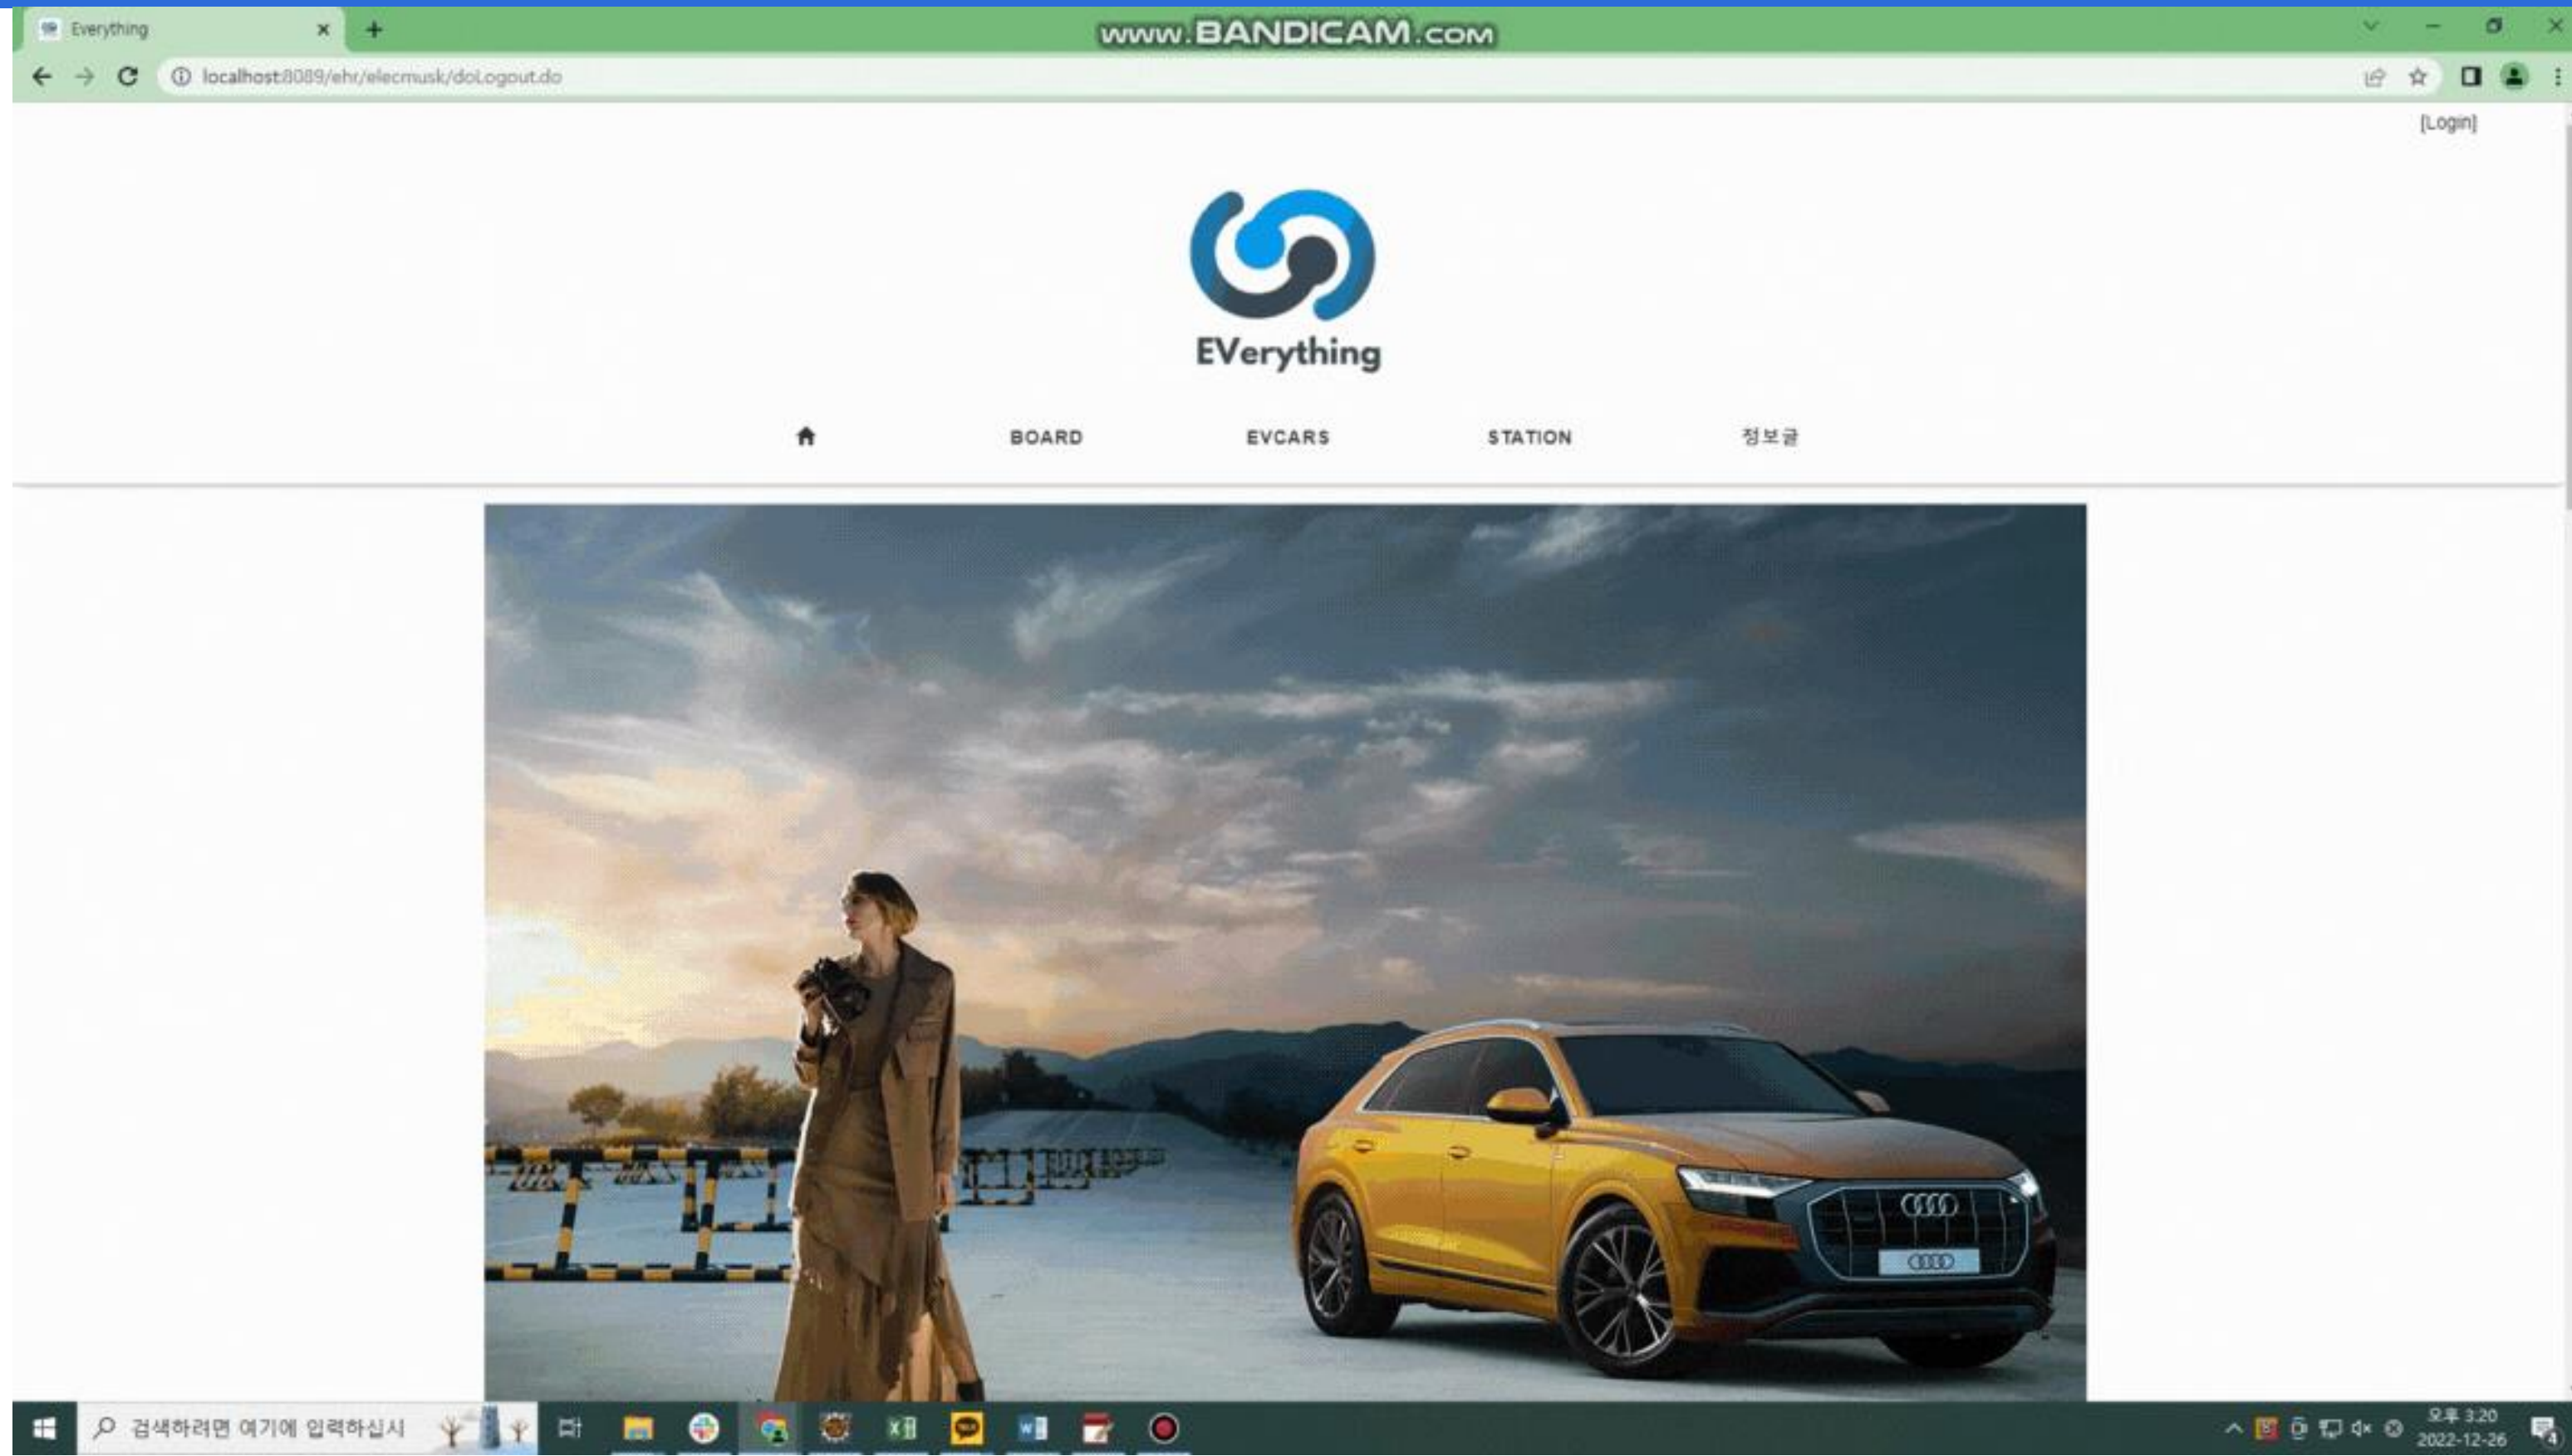 Everything
www.BANDICAM.com
localhost:8089/ehr/elecmusk/doLogout.do
[Login]
EVerything
BOARD
EVCARS
STATION
정보글
검색하려면 여기에 입력하십시
오후 3:20
2022-12-26
4